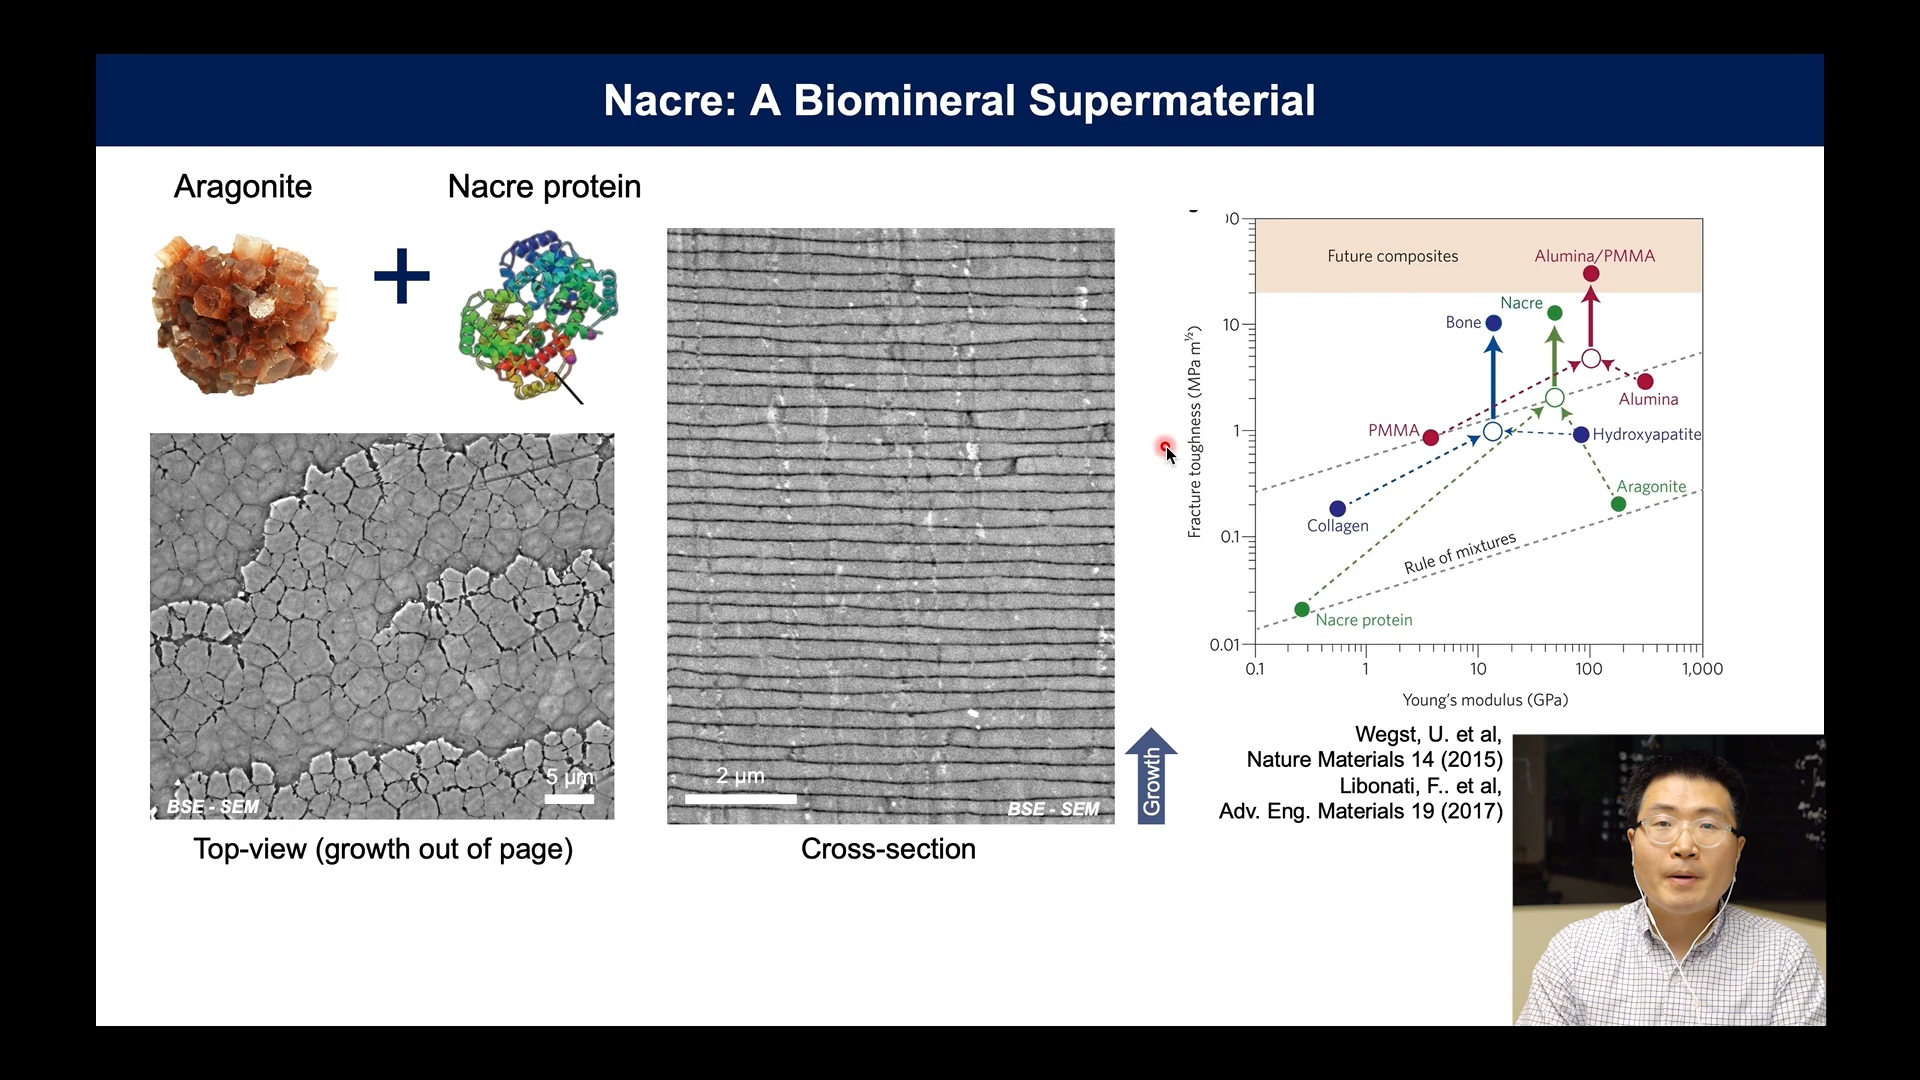 Nacre: A Biomineral Supermaterial
Aragonite
Nacre protein
5 µm
BSE - SEM
Top-view (growth out of page)
2 µm
BSE - SEM
Cross-section
Growth
Future composites
Alumina/PMMA
Nacre
Bone
Alumina
PMMA
Hydroxyapatite
Aragonite
Collagen
Rule of mixtures
Nacre protein
10
1
0.1
0.01
0.1
1
10
100
1,000
Fracture toughness (MPa m½)
Young's modulus (GPa)
Wegst, U. et al,
Nature Materials 14 (2015)
Libonati, F.. et al,
Adv. Eng. Materials 19 (2017)